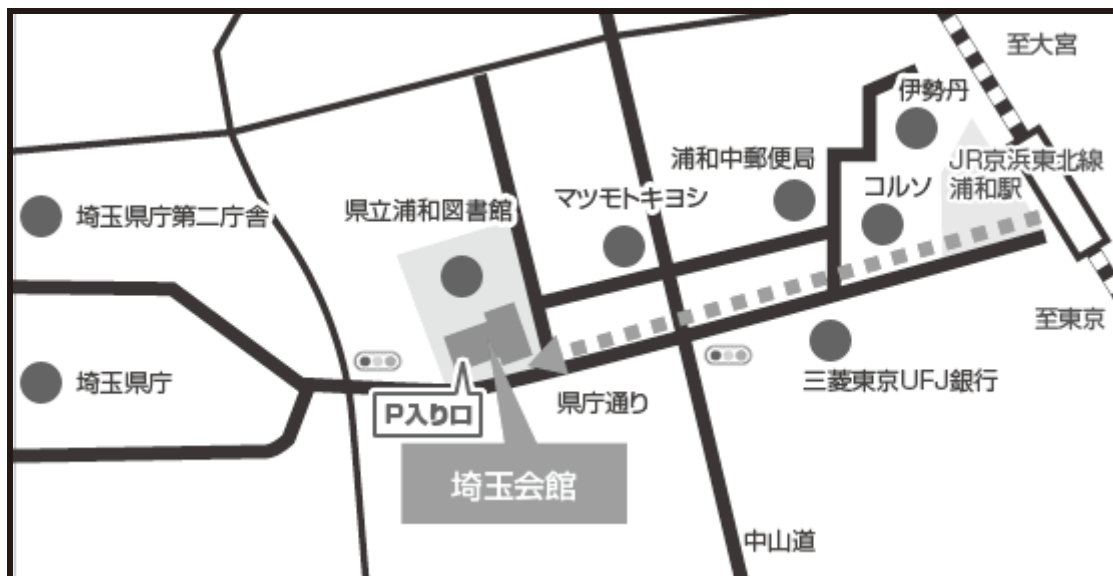 至大宮
伊勢丹
浦和中郵便局
JR京浜東北線
浦和駅
コルソ
マツモトキヨシ
県立浦和図書館
埼玉県庁第二庁舎
至東京
埼玉県庁
三菱東京UFJ銀行
県庁通り
P入り口
埼玉会館
中山道